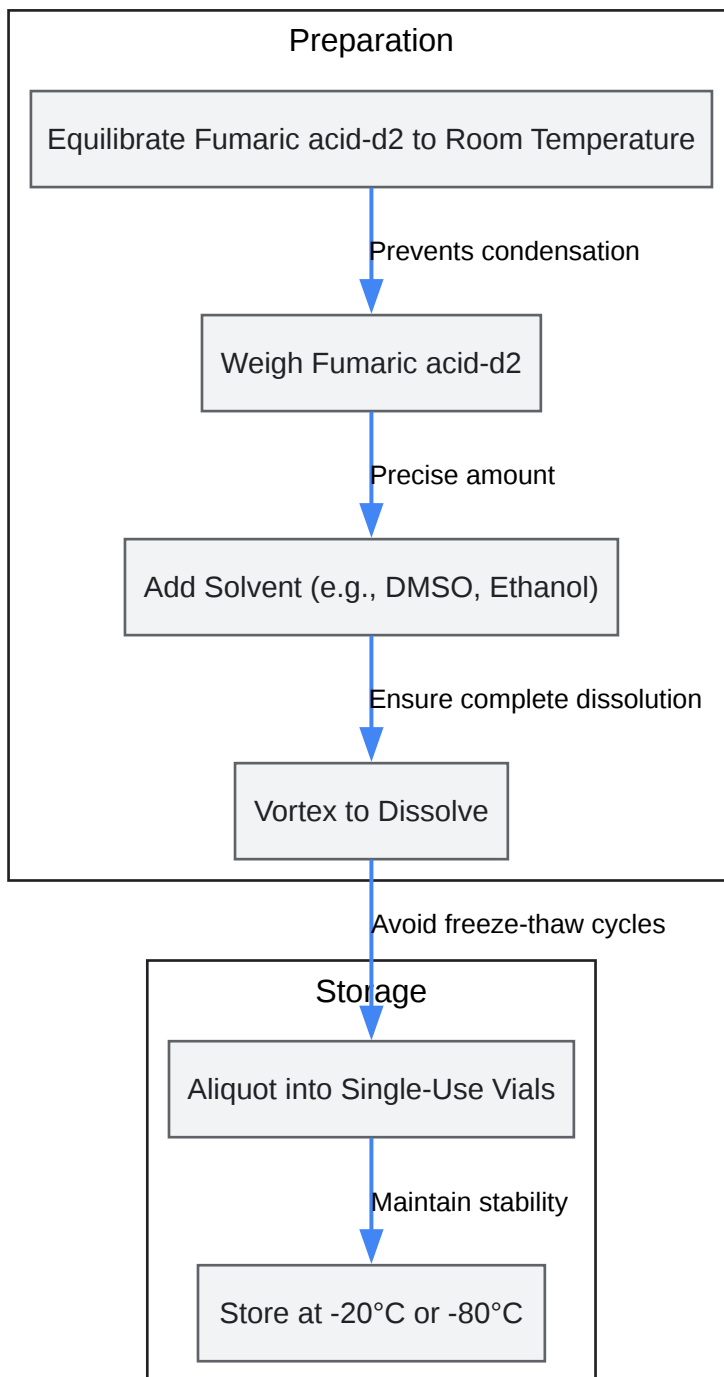 Preparation
Equilibrate Fumaric acid-d2 to Room Temperature
Prevents condensation
Weigh Fumaric acid-d2
Precise amount
Add Solvent (e.g., DMSO, Ethanol)
Ensure complete dissolution
Vortex to Dissolve
Avoid freeze-thaw cycles
Storage
Aliquot into Single-Use Vials
Maintain stability
Store at -20°C or -80°C